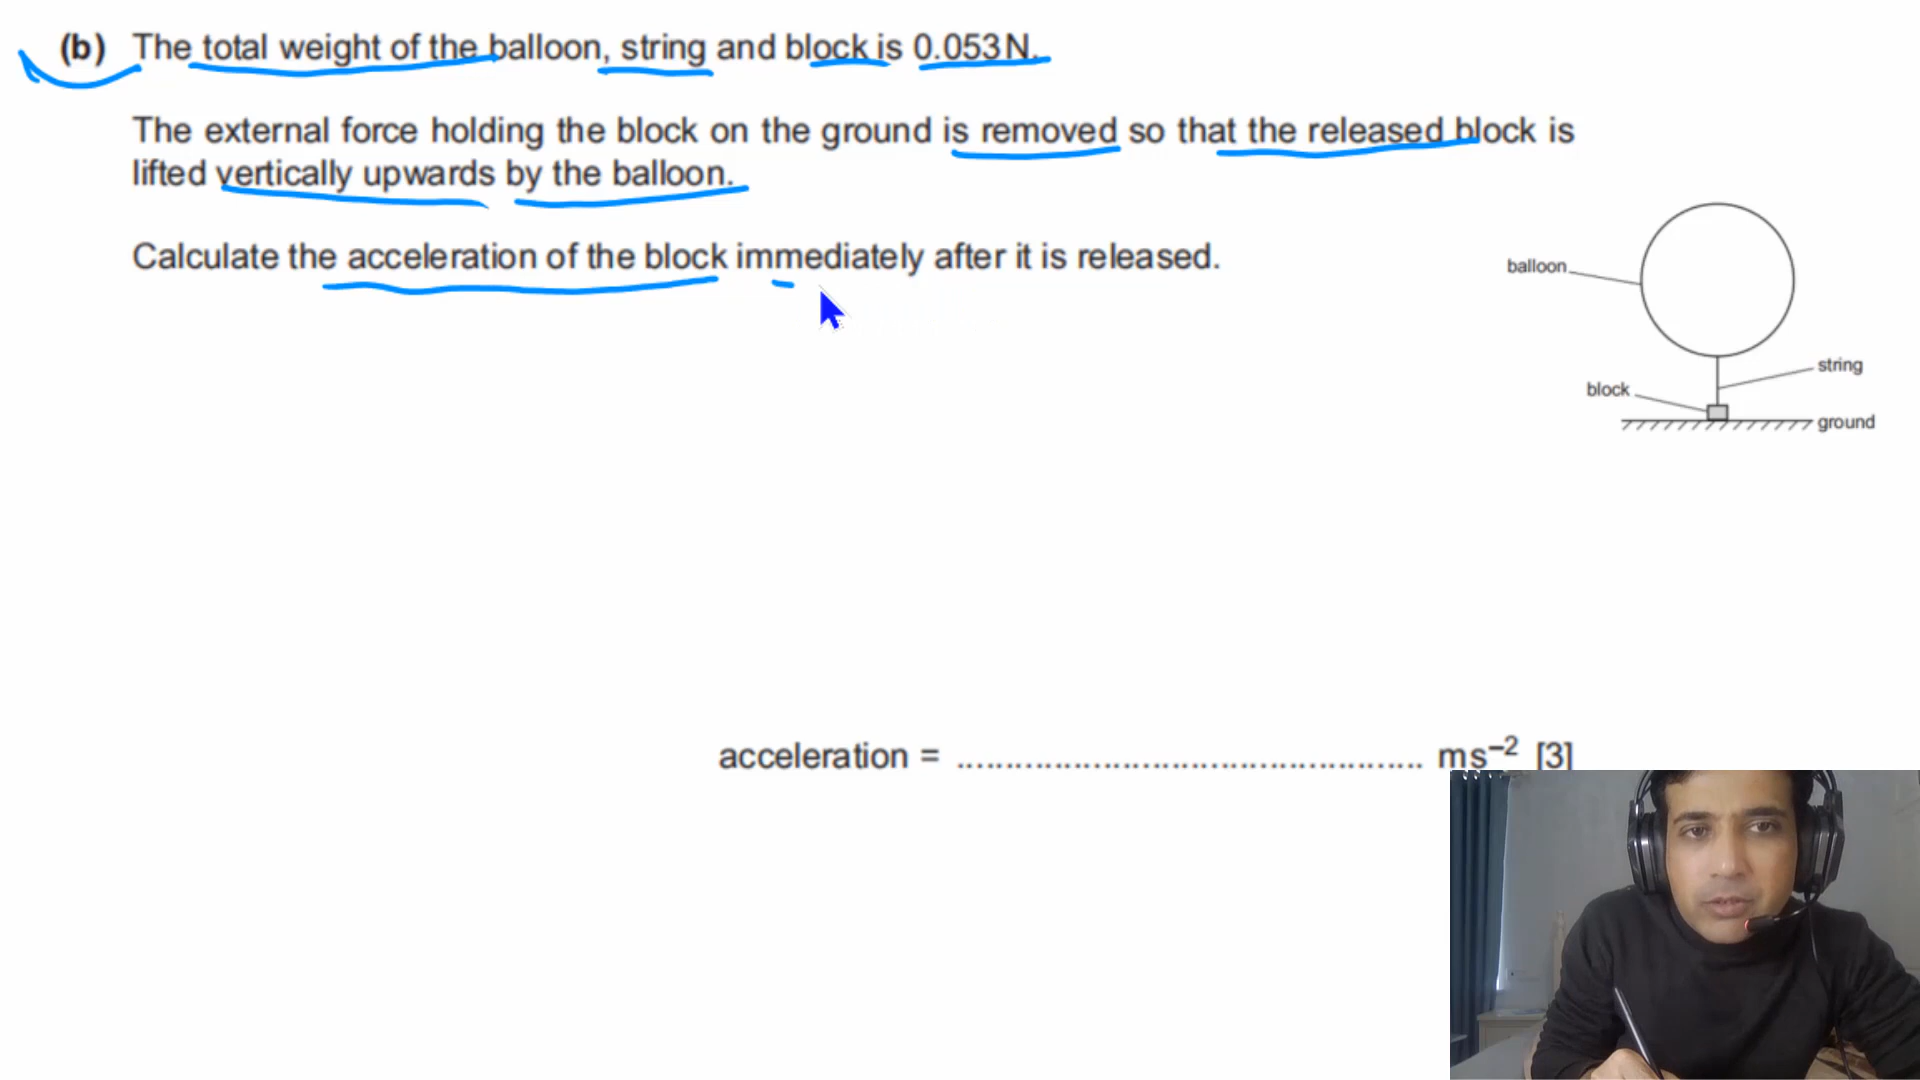 (b) The total weight of the balloon, string and block is 0.053 N.
The external force holding the block on the ground is removed so that the released block is
lifted vertically upwards by the balloon.
Calculate the acceleration of the block immediately after it is released.
balloon
string
block
ground
acceleration = ................................................ ms⁻² [3]